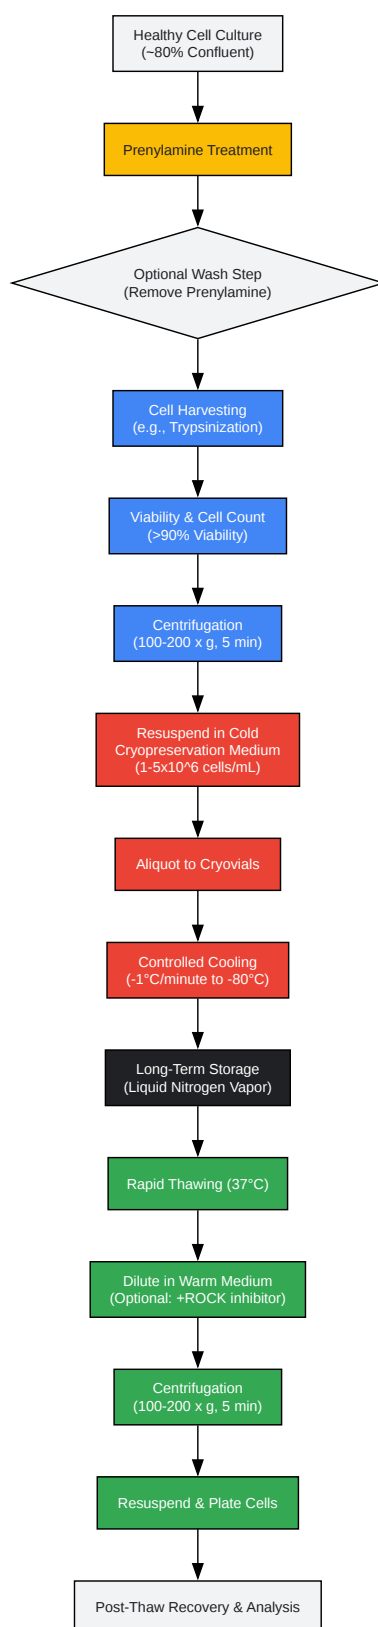 Healthy Cell Culture
(~80% Confluent)
Prenylamine Treatment
Optional Wash Step
(Remove Prenylamine)
Cell Harvesting
(e.g., Trypsinization)
Viability & Cell Count
(>90% Viability)
Centrifugation
(100-200 x g, 5 min)
Resuspend in Cold
Cryopreservation Medium
(1-5x10^6 cells/mL)
Aliquot to Cryovials
Controlled Cooling
(-1°C/minute to -80°C)
Long-Term Storage
(Liquid Nitrogen Vapor)
Rapid Thawing (37°C)
Dilute in Warm Medium
(Optional: +ROCK inhibitor)
Centrifugation
(100-200 x g, 5 min)
Resuspend & Plate Cells
Post-Thaw Recovery & Analysis